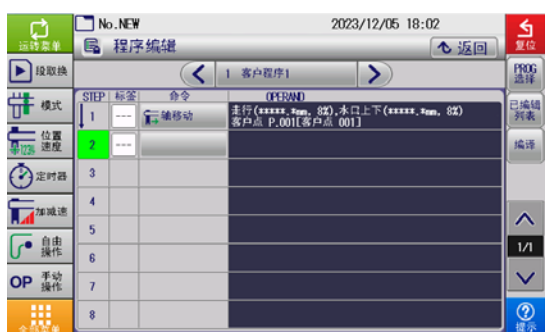 No.NEW 2023/12/05 18:02
运转菜单
程序编辑
返回
复位
段取换
1 客户程序1
PROG
选择
模式
STEP 标签 命令 OPERAND
1 --- 轴移动 走行(*****.*mm, 8%),水口上下(*****.*mm, 8%)
客户点 P.001[客户点 001]
已编辑
列表
位置
速度
2 ---
编译
定时器
3
加减速
4
5
自由
操作
6
1/1
OP 手动
操作
7
8
全部菜单
提示